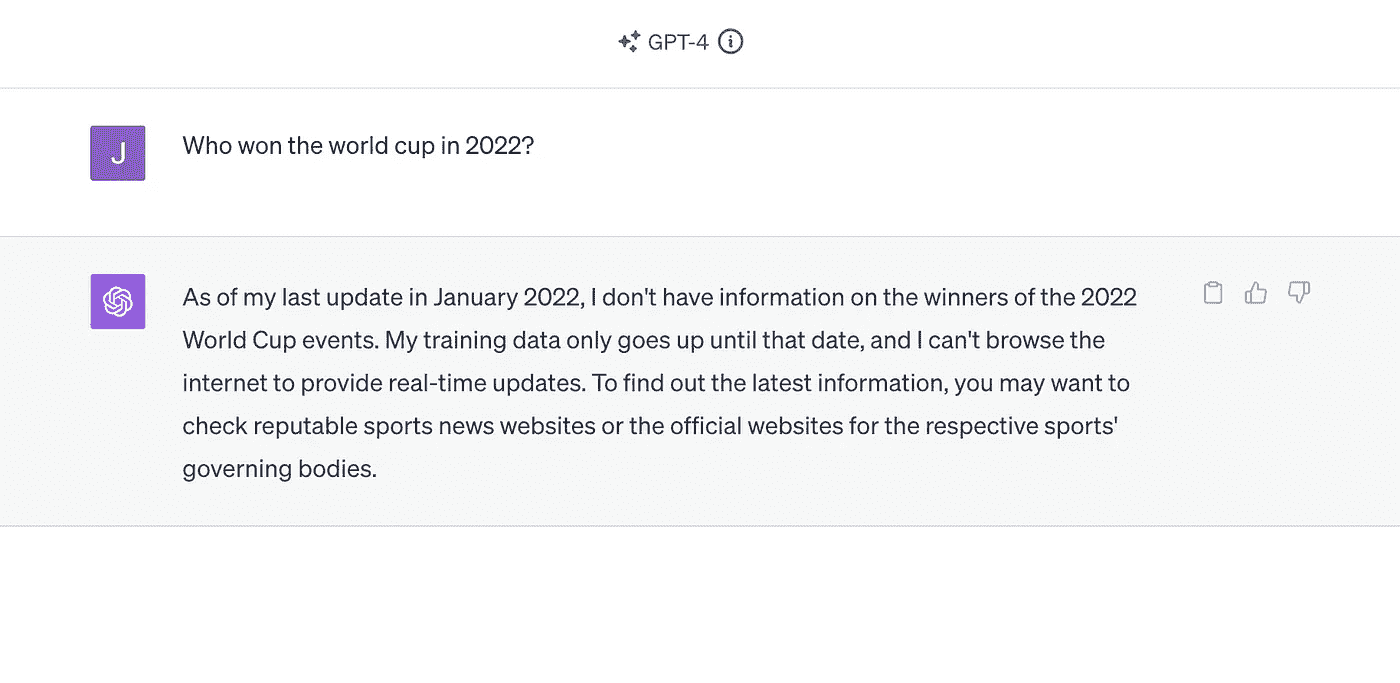 GPT-4
J
Who won the world cup in 2022?
As of my last update in January 2022, I don't have information on the winners of the 2022
World Cup events. My training data only goes up until that date, and I can't browse the
internet to provide real-time updates. To find out the latest information, you may want to
check reputable sports news websites or the official websites for the respective sports'
governing bodies.